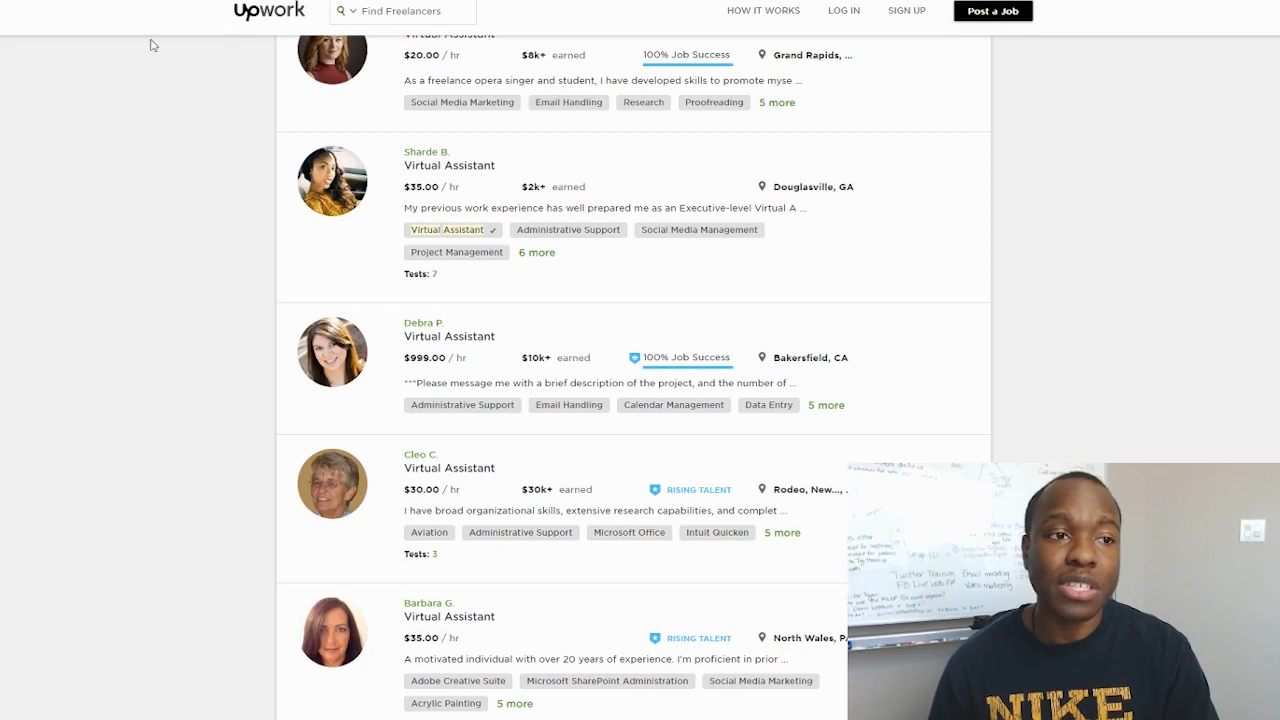 Upwork
Find Freelancers
HOW IT WORKS
LOG IN
SIGN UP
Post a Job
Virtual Assistant
$20.00 / hr
$8k+ earned
100% Job Success
Grand Rapids, ...
As a freelance opera singer and student, I have developed skills to promote myse ...
Social Media Marketing
Email Handling
Research
Proofreading
5 more
Sharde B.
Virtual Assistant
$35.00 / hr
$2k+ earned
Douglasville, GA
My previous work experience has well prepared me as an Executive-level Virtual A ...
Virtual Assistant ✓
Administrative Support
Social Media Management
Project Management
6 more
Tests: 7
Debra P.
Virtual Assistant
$999.00 / hr
$10k+ earned
100% Job Success
Bakersfield, CA
***Please message me with a brief description of the project, and the number of ...
Administrative Support
Email Handling
Calendar Management
Data Entry
5 more
Cleo C.
Virtual Assistant
$30.00 / hr
$30k+ earned
RISING TALENT
Rodeo, New...,
I have broad organizational skills, extensive research capabilities, and complet ...
Aviation
Administrative Support
Microsoft Office
Intuit Quicken
5 more
Tests: 3
Barbara G.
Virtual Assistant
$35.00 / hr
RISING TALENT
North Wales,
A motivated individual with over 20 years of experience. I'm proficient in prior ...
Adobe Creative Suite
Microsoft SharePoint Administration
Social Media Marketing
Acrylic Painting
5 more
Twitter Training
Email marketing
FB Live
Video marketing
NIKE